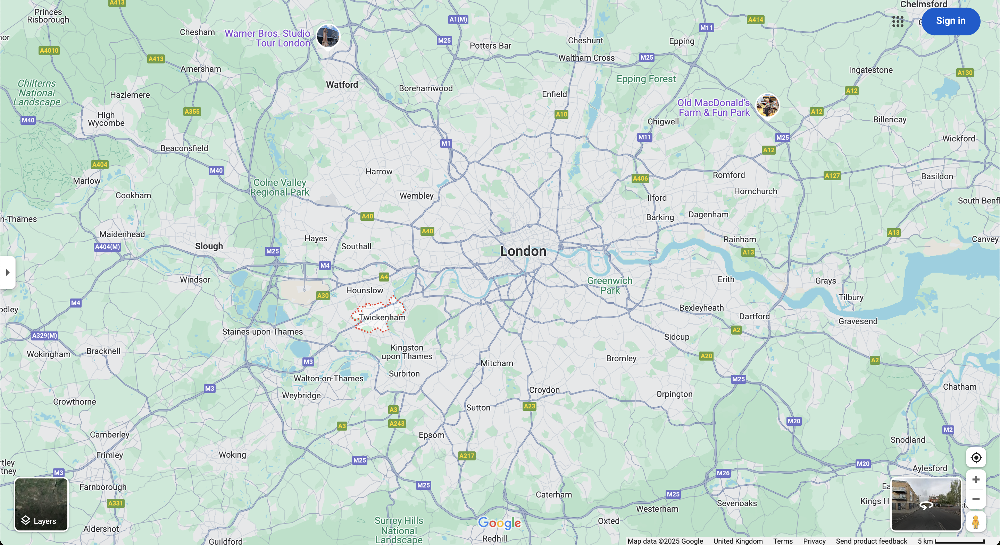 A413
Chelmsford
Princes
Risborough
Sign in
A1(M)
A414
M11
Chesham
Warner Bros. Studio
Tour London
M25
Cheshunt
Epping
Potters Bar
A4010
A413
Waltham Cross
M25
Amersham
Ingatestone
A130
Epping Forest
Chilterns
National
Landscape
Watford
Borehamwood
Hazlemere
Enfield
A12
Old MacDonald's
Farm & Fun Park
A355
A10
A12
High
Wycombe
M40
Chigwell
Billericay
M11
M25
Wickford
M1
Beaconsfield
A12
A404
M40
Harrow
Romford
A127
Basildon
Marlow
A406
Colne Valley
Regional Park
Hornchurch
Cookham
Wembley
Ilford
South Benfl
n-Thames
A40
Barking
Dagenham
Maidenhead
A40
A13
Hayes
Rainham
Canvey
A404(M)
Slough
Southall
M25
London
A13
M4
Windsor
A4
Greenwich
Park
Erith
Grays
Hounslow
A30
Tilbury
M4
Bexleyheath
Twickenham
Dartford
Gravesend
Staines-upon-Thames
A2
A329(M)
Sidcup
Kingston
upon Thames
Wokingham
Bracknell
A20
Bromley
A2
M3
Mitcham
Surbiton
Walton-on-Thames
M25
M3
Chatham
Croydon
Weybridge
Orpington
Crowthorne
Sutton
A23
A3
M20
A243
A3
M2
Camberley
Epsom
Snodland
Frimley
Woking
A217
M25
M20
rtley
tney
M3
M26
Aylesford
Farnborough
M25
Ea
Caterham
M25
A331
Westerham
Sevenoaks
Kings Hi
Layers
Surrey Hills
National
Landscape
Google
Oxted
Aldershot
Redhill
Guildford
Map data ©2025 Google United Kingdom Terms Privacy Send product feedback 5 km